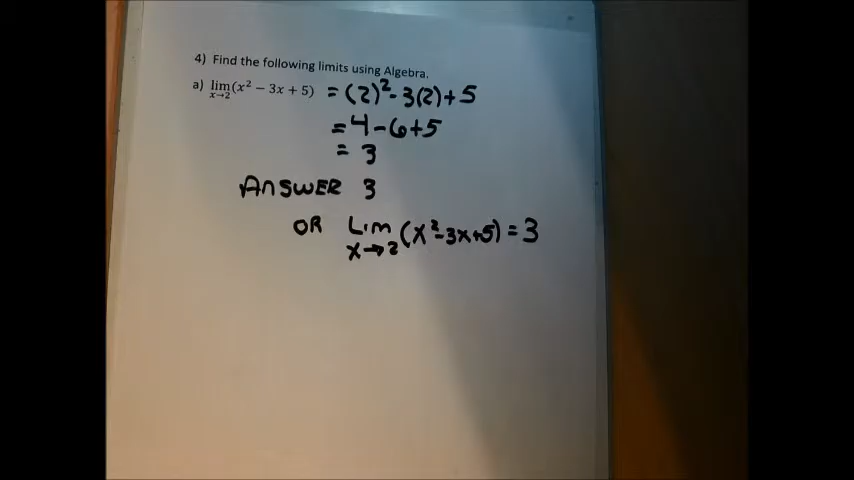 4) Find the following limits using Algebra.
a) lim x→2 (x² − 3x + 5) = (2)² - 3(2) + 5
= 4 - 6 + 5
= 3
ANSWER 3
OR Lim x→2 (x² - 3x + 5) = 3